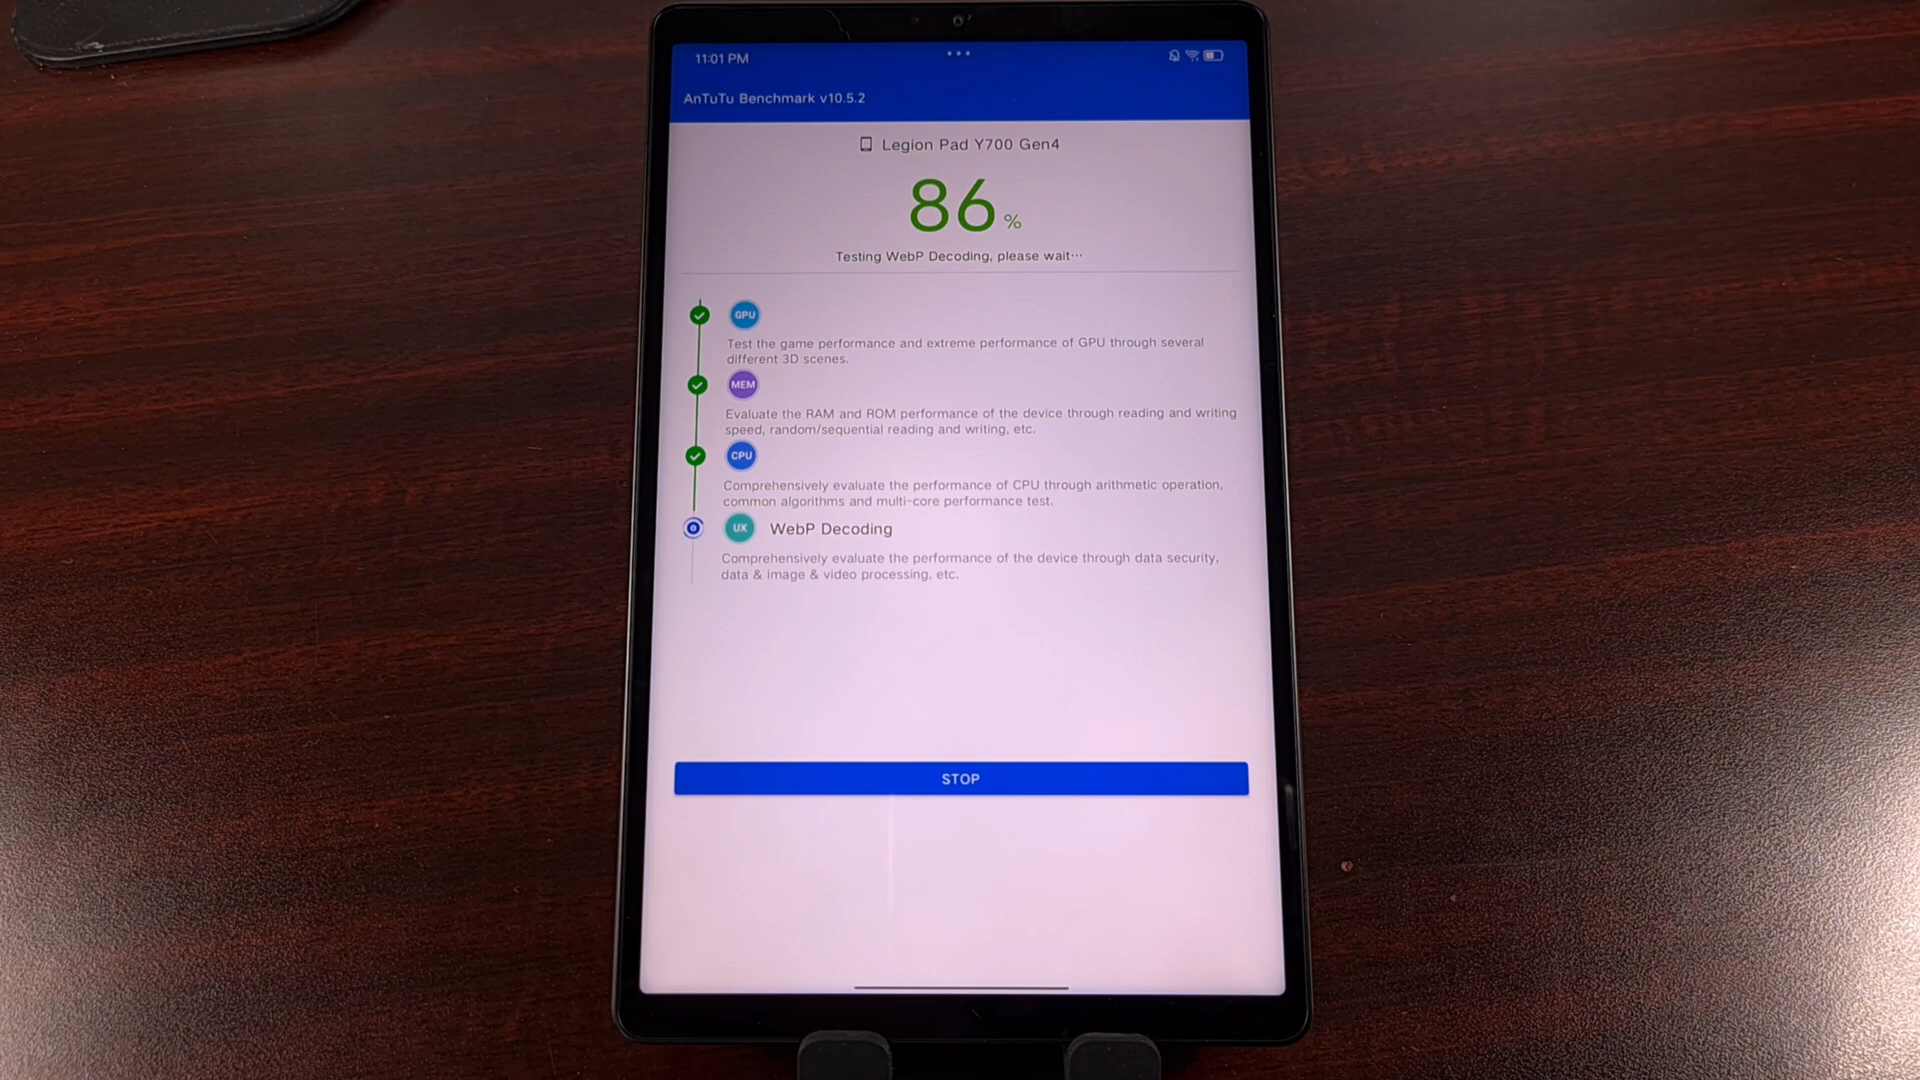 11:01 PM
AnTuTu Benchmark v10.5.2
Legion Pad Y700 Gen4
86 %
Testing WebP Decoding, please wait···
GPU
Test the game performance and extreme performance of GPU through several
different 3D scenes.
MEM
Evaluate the RAM and ROM performance of the device through reading and writing
speed, random/sequential reading and writing, etc.
CPU
Comprehensively evaluate the performance of CPU through arithmetic operation,
common algorithms and multi-core performance test.
UX WebP Decoding
Comprehensively evaluate the performance of the device through data security,
data & image & video processing, etc.
STOP